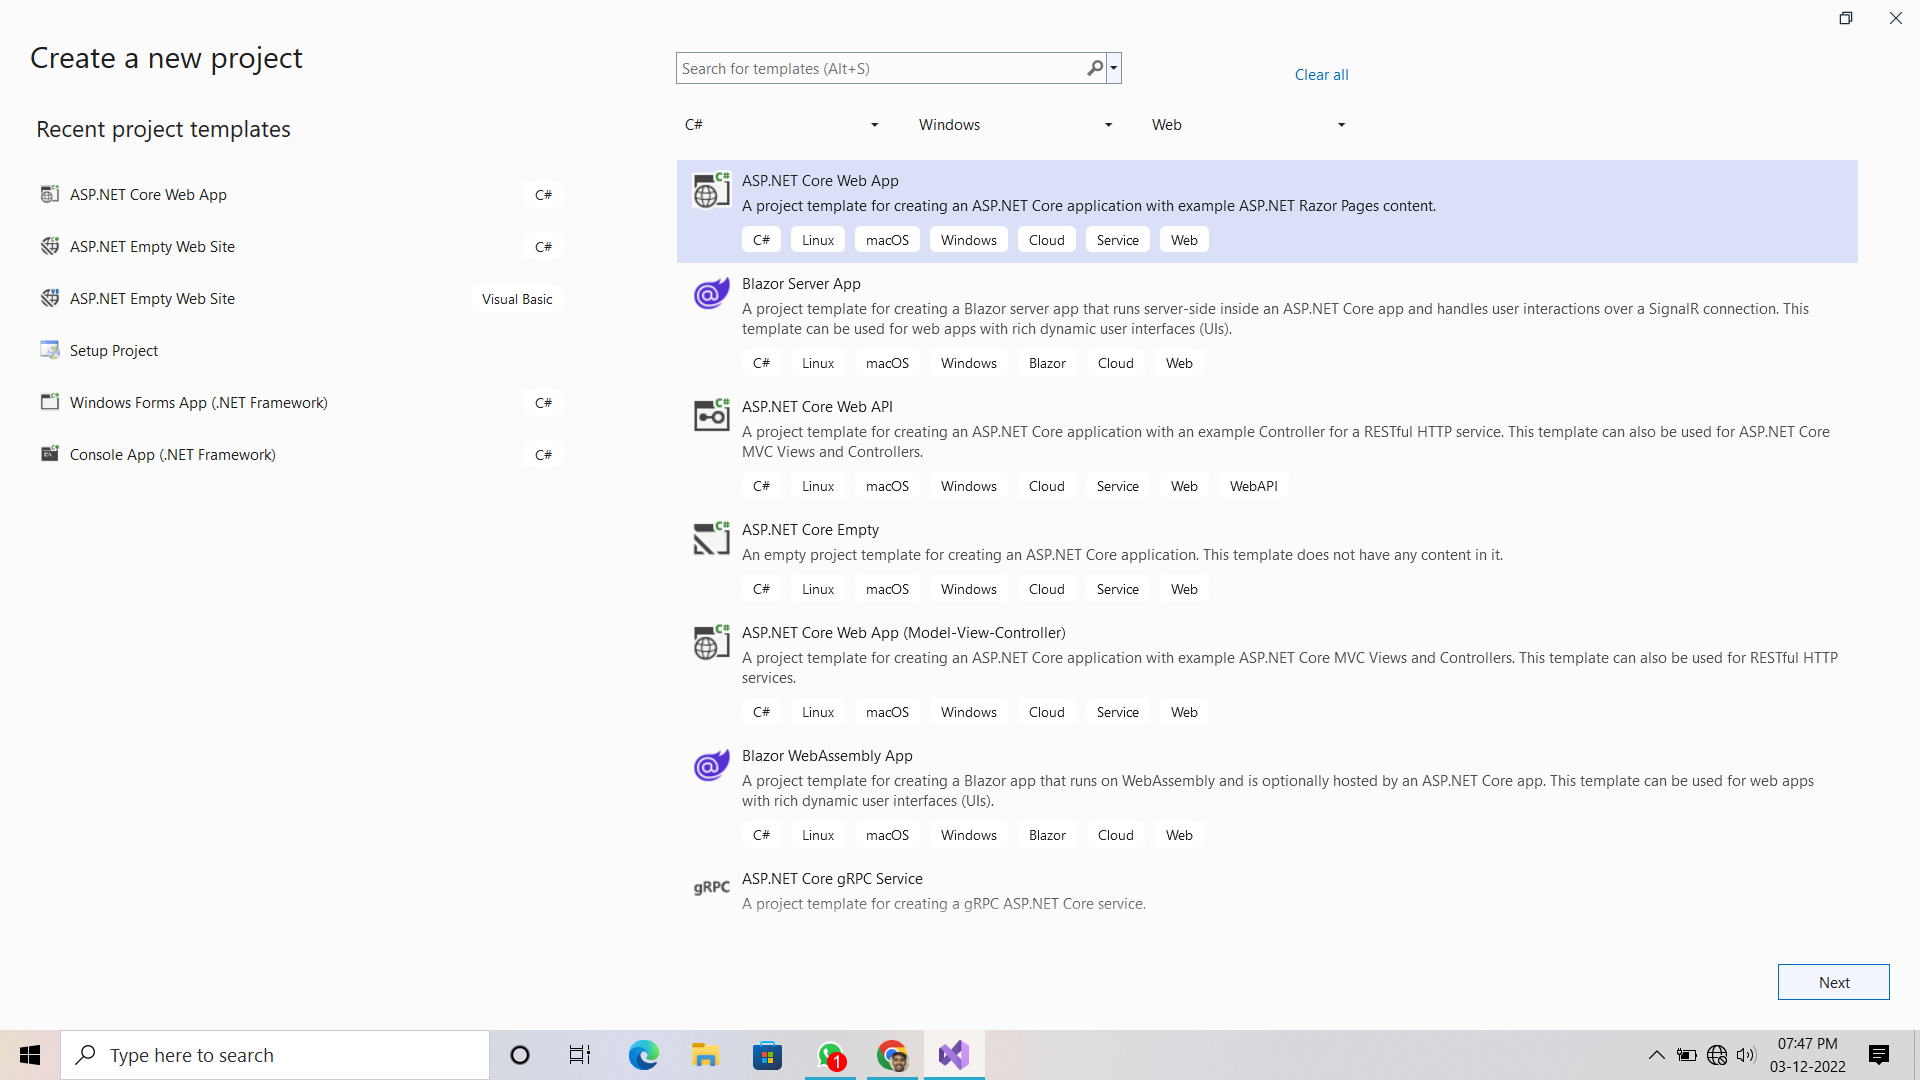 Create a new project
Search for templates (Alt+S)
Clear all
Recent project templates
C#
Windows
Web
ASP.NET Core Web App
C#
ASP.NET Empty Web Site
C#
ASP.NET Empty Web Site
Visual Basic
Setup Project
Windows Forms App (.NET Framework)
C#
Console App (.NET Framework)
C#
ASP.NET Core Web App
A project template for creating an ASP.NET Core application with example ASP.NET Razor Pages content.
C# Linux macOS Windows Cloud Service Web
Blazor Server App
A project template for creating a Blazor server app that runs server-side inside an ASP.NET Core app and handles user interactions over a SignalR connection. This
template can be used for web apps with rich dynamic user interfaces (UIs).
C# Linux macOS Windows Blazor Cloud Web
ASP.NET Core Web API
A project template for creating an ASP.NET Core application with an example Controller for a RESTful HTTP service. This template can also be used for ASP.NET Core
MVC Views and Controllers.
C# Linux macOS Windows Cloud Service Web WebAPI
ASP.NET Core Empty
An empty project template for creating an ASP.NET Core application. This template does not have any content in it.
C# Linux macOS Windows Cloud Service Web
ASP.NET Core Web App (Model-View-Controller)
A project template for creating an ASP.NET Core application with example ASP.NET Core MVC Views and Controllers. This template can also be used for RESTful HTTP
services.
C# Linux macOS Windows Cloud Service Web
Blazor WebAssembly App
A project template for creating a Blazor app that runs on WebAssembly and is optionally hosted by an ASP.NET Core app. This template can be used for web apps
with rich dynamic user interfaces (UIs).
C# Linux macOS Windows Blazor Cloud Web
gRPC
ASP.NET Core gRPC Service
A project template for creating a gRPC ASP.NET Core service.
Next
Type here to search
1
07:47 PM
03-12-2022